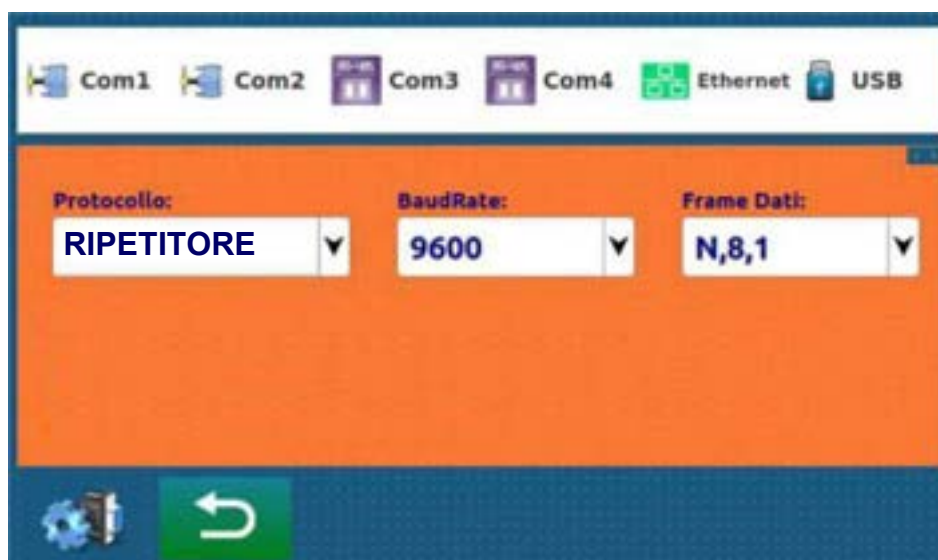 Com1 Com2 Com3 Com4 Ethernet USB
Protocollo: BaudRate: Frame Dati:
RIPETITORE 9600 N,8,1